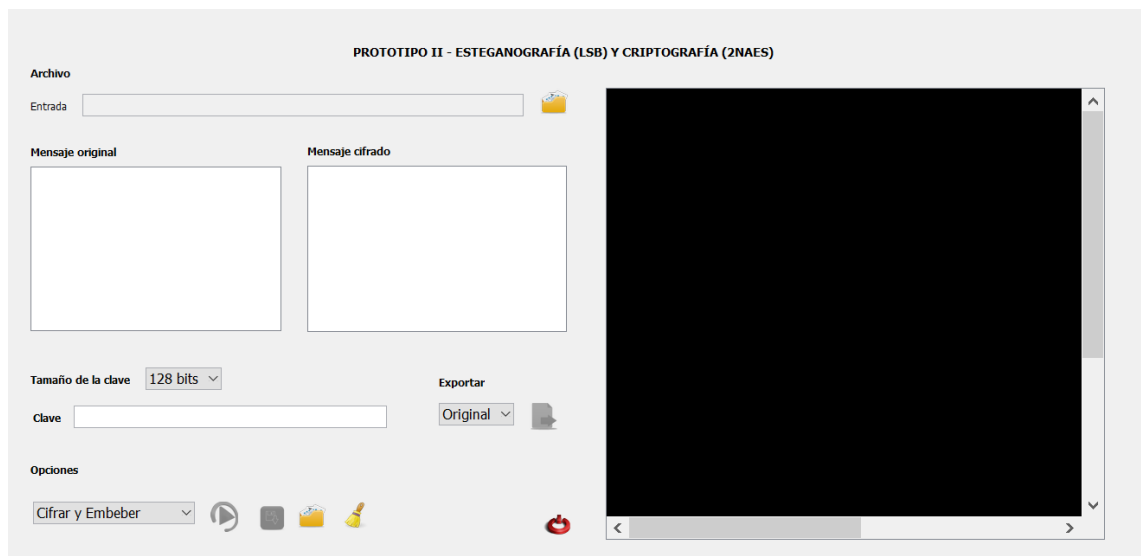 PROTOTIPO II - ESTEGANOGRAFÍA (LSB) Y CRIPTOGRAFÍA (2NAES)
Archivo
Entrada
Mensaje original
Mensaje cifrado
Tamaño de la clave 128 bits
Clave
Exportar
Original
Opciones
Cifrar y Embeber